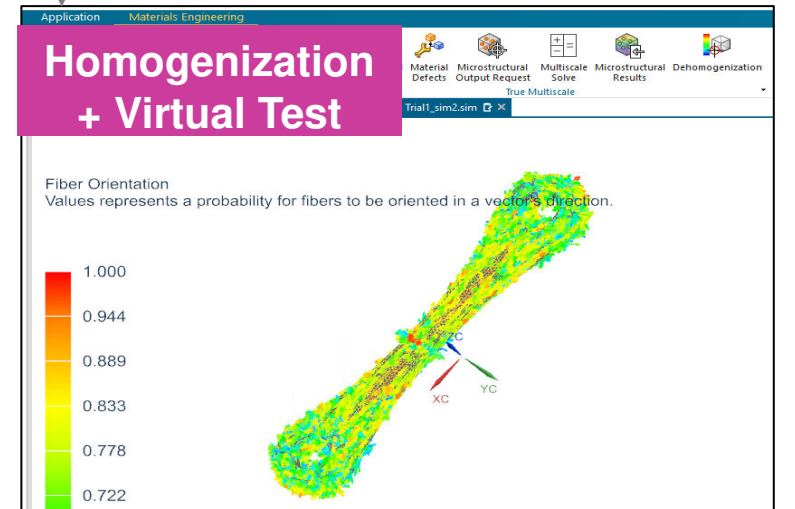 Application Materials Engineering
Homogenization
+ Virtual Test
Material Defects
Microstructural Output Request
Multiscale Solve
Microstructural Results
Dehomogenization
True Multiscale
Trial1_sim2.sim
Fiber Orientation
Values represents a probability for fibers to be oriented in a vector's direction.
1.000
0.944
0.889
0.833
0.778
0.722
ZC
XC
YC